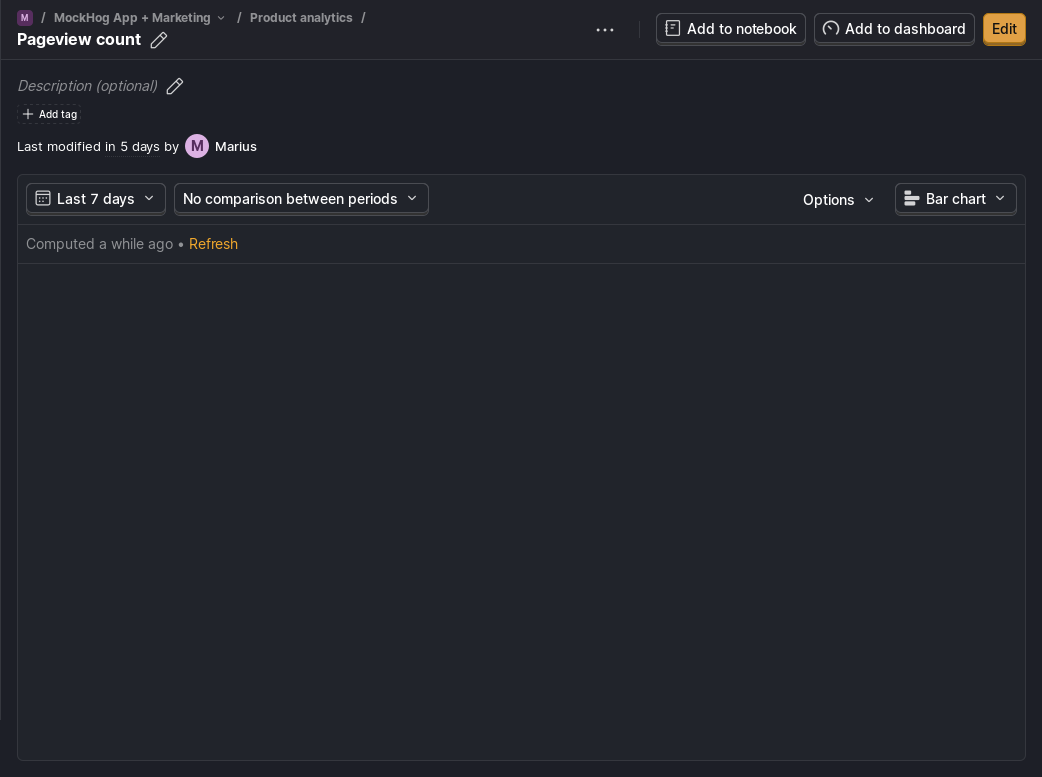 M / MockHog App + Marketing / Product analytics /
Pageview count
Add to notebook
Add to dashboard
Edit
Description (optional)
Add tag
Last modified in 5 days by M Marius
Last 7 days
No comparison between periods
Options
Bar chart
Computed a while ago • Refresh